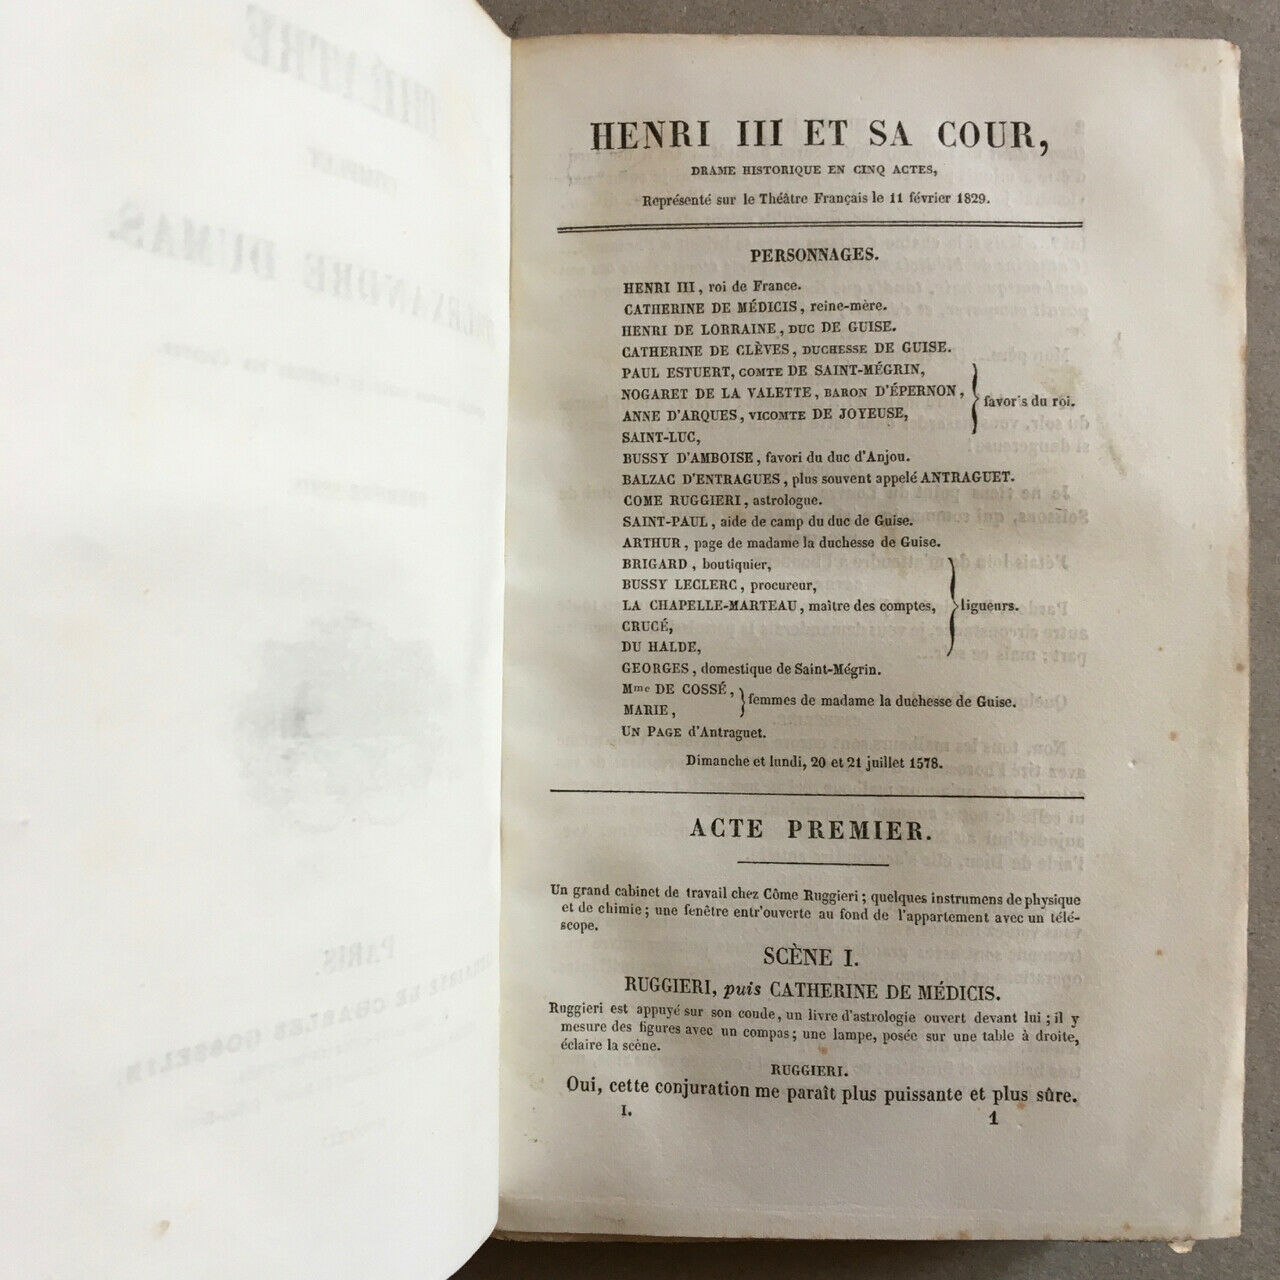 HENRI III ET SA COUR,
DRAME HISTORIQUE EN CINQ ACTES,
Représenté sur le Théâtre Français le 11 février 1829.
PERSONNAGES.
HENRI III, roi de France.
CATHERINE DE MÉDICIS, reine-mère.
HENRI DE LORRAINE, DUC DE GUISE.
CATHERINE DE CLÈVES, DUCHESSE DE GUISE.
PAUL ESTUERT, COMTE DE SAINT-MÉGRIN,
NOGARET DE LA VALETTE, BARON D'ÉPERNON,
favoris du roi.
ANNE D'ARQUES, VICOMTE DE JOYEUSE,
SAINT-LUC,
BUSSY D'AMBOISE, favori du duc d'Anjou.
BALZAC D'ENTRAGUES, plus souvent appelé ANTRAGUET.
COME RUGGIERI, astrologue.
SAINT-PAUL, aide de camp du duc de Guise.
ARTHUR, page de madame la duchesse de Guise.
BRIGARD, boutiquier,
BUSSY LECLERC, procureur,
LA CHAPELLE-MARTEAU, maître des comptes, ligueurs.
CRUCÉ,
DU HALDE,
GEORGES, domestique de Saint-Mégrin.
Mme DE COSSÉ,
femmes de madame la duchesse de Guise.
MARIE,
UN PAGE d'Antraguet.
Dimanche et lundi, 20 et 21 juillet 1578.
ACTE PREMIER.
Un grand cabinet de travail chez Côme Ruggieri; quelques instrumens de physique
et de chimie; une fenêtre entr'ouverte au fond de l'appartement avec un télé-
scope.
SCÈNE I.
RUGGIERI, puis CATHERINE DE MÉDICIS.
Ruggieri est appuyé sur son coude, un livre d'astrologie ouvert devant lui; il y
mesure des figures avec un compas; une lampe, posée sur une table à droite,
éclaire la scène.
RUGGIERI.
Oui, cette conjuration me paraît plus puissante et plus sûre.
I. 1